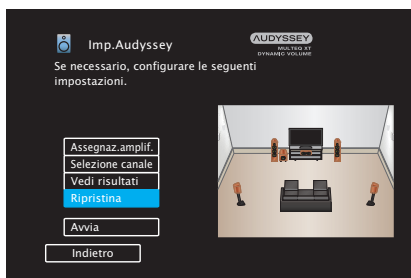 Imp.Audyssey
AUDYSSEY
MULTEQ XT
DYNAMIC VOLUME
Se necessario, configurare le seguenti
impostazioni.
Assegnaz.amplif.
Selezione canale
Vedi risultati
Ripristina
Avvia
Indietro